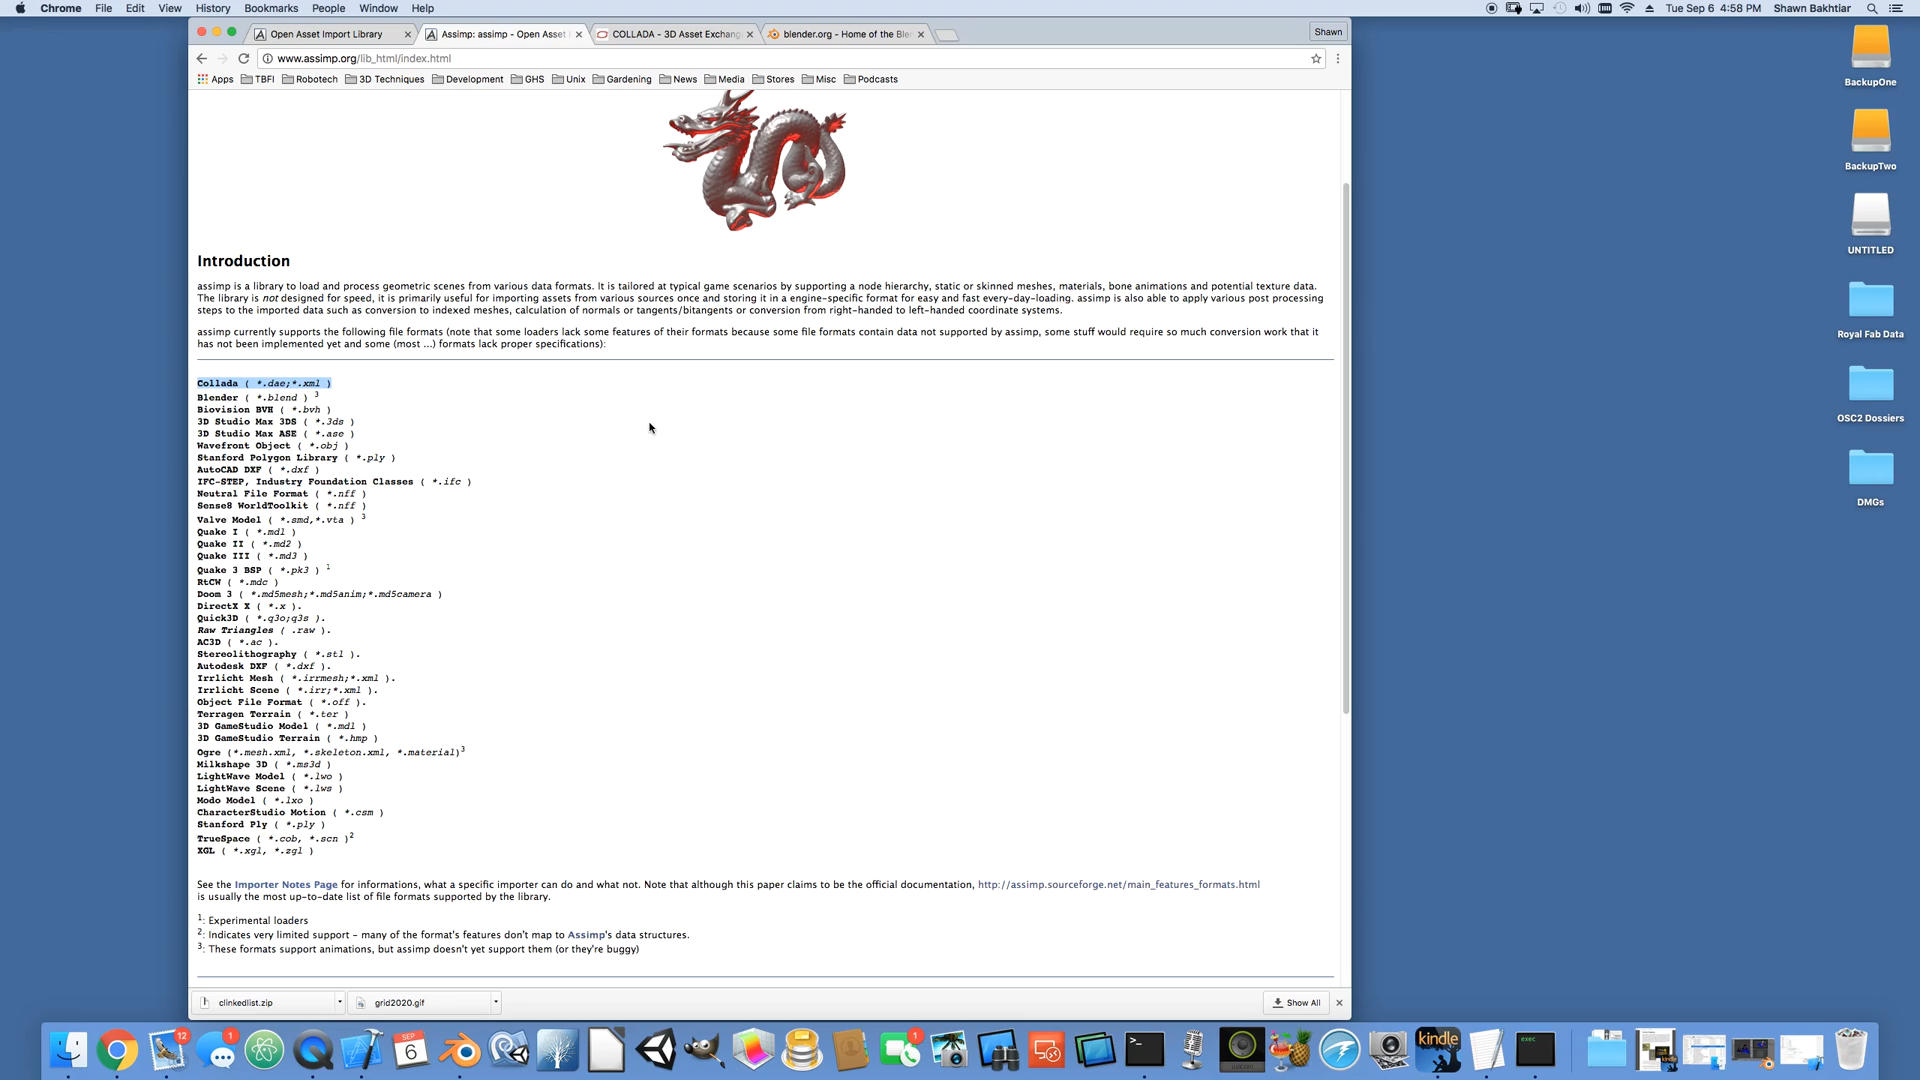 Chrome File Edit View History Bookmarks People Window Help
Tue Sep 6 4:58 PM Shawn Bakhtiar
Open Asset Import Library
Assimp: assimp - Open Asset
COLLADA - 3D Asset Exchang
blender.org - Home of the Ble
Shawn
www.assimp.org/lib_html/index.html
Apps TBFI Robotech 3D Techniques Development GHS Unix Gardening News Media Stores Misc Podcasts
Introduction
assimp is a library to load and process geometric scenes from various data formats. It is tailored at typical game scenarios by supporting a node hierarchy, static or skinned meshes, materials, bone animations and potential texture data.
The library is not designed for speed, it is primarily useful for importing assets from various sources once and storing it in a engine-specific format for easy and fast every-day-loading. assimp is also able to apply various post processing
steps to the imported data such as conversion to indexed meshes, calculation of normals or tangents/bitangents or conversion from right-handed to left-handed coordinate systems.
assimp currently supports the following file formats (note that some loaders lack some features of their formats because some file formats contain data not supported by assimp, some stuff would require so much conversion work that it
has not been implemented yet and some (most ...) formats lack proper specifications):
Collada ( *.dae;*.xml )
Blender ( *.blend ) 3
Biovision BVH ( *.bvh )
3D Studio Max 3DS ( *.3ds )
3D Studio Max ASE ( *.ase )
Wavefront Object ( *.obj )
Stanford Polygon Library ( *.ply )
AutoCAD DXF ( *.dxf )
IFC-STEP, Industry Foundation Classes ( *.ifc )
Neutral File Format ( *.nff )
Sense8 WorldToolkit ( *.nff )
Valve Model ( *.smd,*.vta ) 3
Quake I ( *.mdl )
Quake II ( *.md2 )
Quake III ( *.md3 )
Quake 3 BSP ( *.pk3 ) 1
RtCW ( *.mdc )
Doom 3 ( *.md5mesh;*.md5anim;*.md5camera )
DirectX X ( *.x ).
Quick3D ( *.q3o;q3s ).
Raw Triangles ( .raw ).
AC3D ( *.ac ).
Stereolithography ( *.stl ).
Autodesk DXF ( *.dxf ).
Irrlicht Mesh ( *.irrmesh;*.xml ).
Irrlicht Scene ( *.irr;*.xml ).
Object File Format ( *.off ).
Terragen Terrain ( *.ter )
3D GameStudio Model ( *.mdl )
3D GameStudio Terrain ( *.hmp )
Ogre (*.mesh.xml, *.skeleton.xml, *.material)3
Milkshape 3D ( *.ms3d )
LightWave Model ( *.lwo )
LightWave Scene ( *.lws )
Modo Model ( *.lxo )
CharacterStudio Motion ( *.csm )
Stanford Ply ( *.ply )
TrueSpace ( *.cob, *.scn )2
XGL ( *.xgl, *.zgl )
See the Importer Notes Page for informations, what a specific importer can do and what not. Note that although this paper claims to be the official documentation, http://assimp.sourceforge.net/main_features_formats.html
is usually the most up-to-date list of file formats supported by the library.
1: Experimental loaders
2: Indicates very limited support - many of the format's features don't map to Assimp's data structures.
3: These formats support animations, but assimp doesn't yet support them (or they're buggy)
clinkedlist.zip
grid2020.gif
Show All
BackupOne
BackupTwo
UNTITLED
Royal Fab Data
OSC2 Dossiers
DMGs
12
1
SEP
6
1
kindle
exec